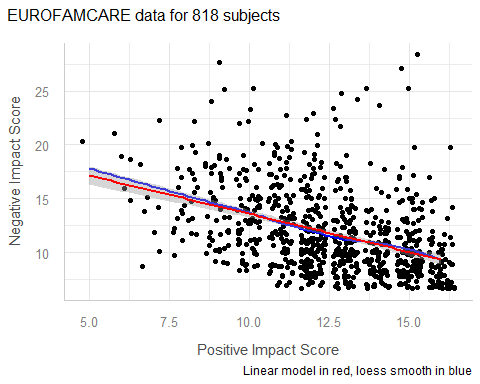 EUROFAMCARE data for 818 subjects
Negative Impact Score
25
20
15
10
5.0 7.5 10.0 12.5 15.0
Positive Impact Score
Linear model in red, loess smooth in blue